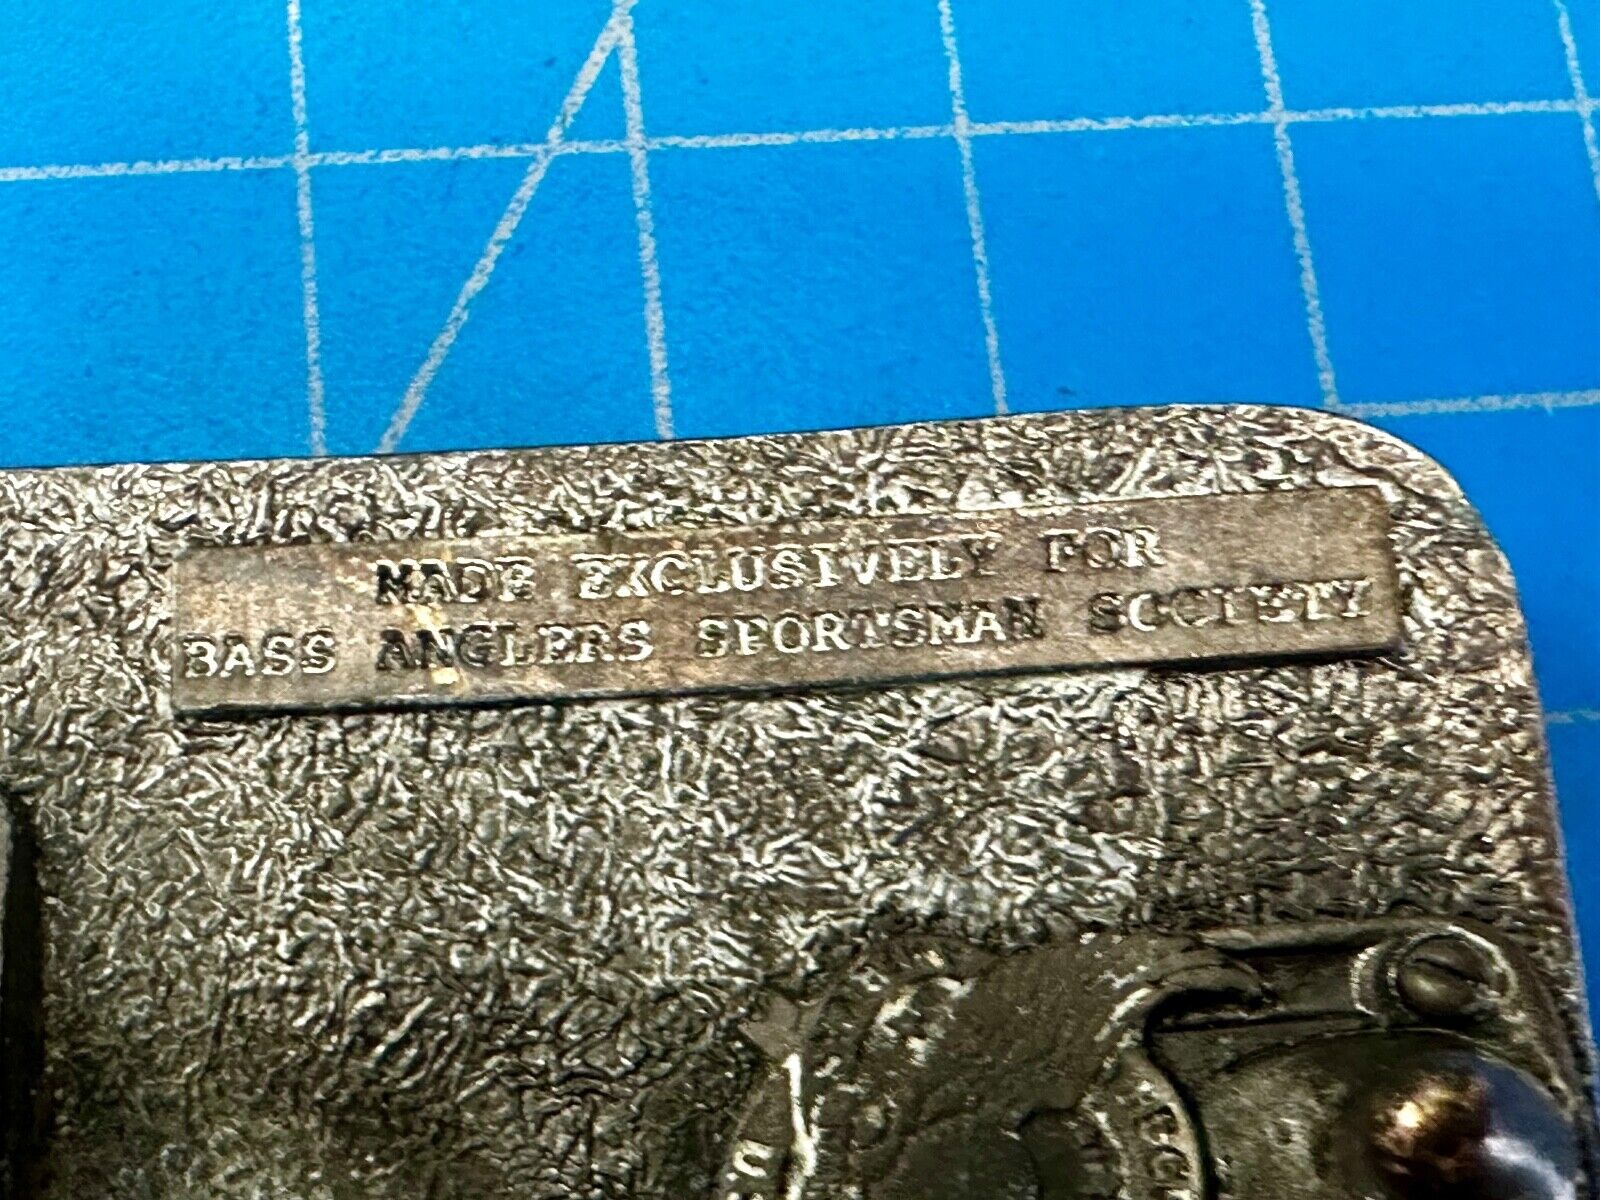 MADE EXCLUSIVELY FOR
BASS ANGLERS SPORTSMAN SOCIETY